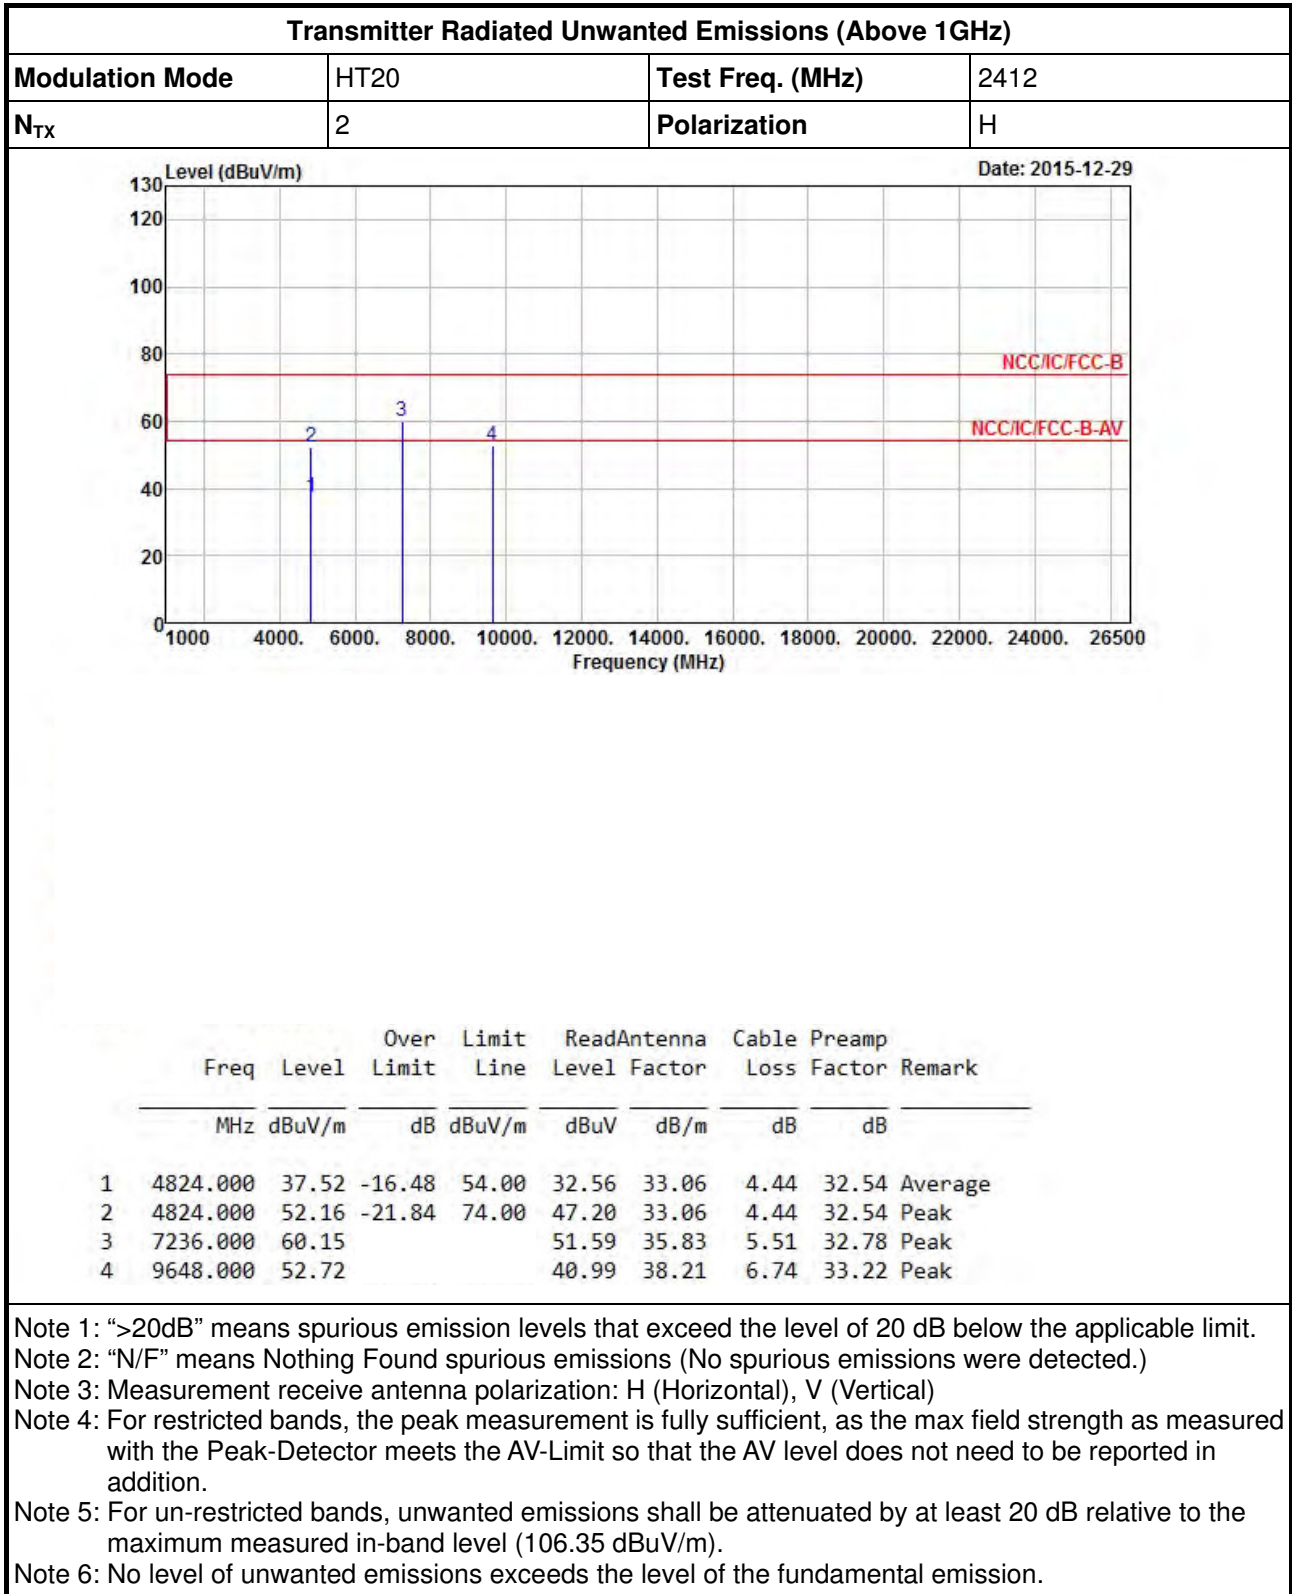 Transmitter Radiated Unwanted Emissions (Above 1GHz)
Modulation Mode HT20 Test Freq. (MHz) 2412
NTX 2 Polarization H
Level (dBuV/m) Date: 2015-12-29
130
120
100
80
NCC/IC/FCC-B
60
3
NCC/IC/FCC-B-AV
2 4
40
1
20
0
1000 4000. 6000. 8000. 10000. 12000. 14000. 16000. 18000. 20000. 22000. 24000. 26500
Frequency (MHz)
Over Limit ReadAntenna Cable Preamp
Freq Level Limit Line Level Factor Loss Factor Remark
MHz dBuV/m dB dBuV/m dBuV dB/m dB dB
1 4824.000 37.52 -16.48 54.00 32.56 33.06 4.44 32.54 Average
2 4824.000 52.16 -21.84 74.00 47.20 33.06 4.44 32.54 Peak
3 7236.000 60.15 51.59 35.83 5.51 32.78 Peak
4 9648.000 52.72 40.99 38.21 6.74 33.22 Peak
Note 1: “>20dB” means spurious emission levels that exceed the level of 20 dB below the applicable limit.
Note 2: “N/F” means Nothing Found spurious emissions (No spurious emissions were detected.)
Note 3: Measurement receive antenna polarization: H (Horizontal), V (Vertical)
Note 4: For restricted bands, the peak measurement is fully sufficient, as the max field strength as measured
with the Peak-Detector meets the AV-Limit so that the AV level does not need to be reported in
addition.
Note 5: For un-restricted bands, unwanted emissions shall be attenuated by at least 20 dB relative to the
maximum measured in-band level (106.35 dBuV/m).
Note 6: No level of unwanted emissions exceeds the level of the fundamental emission.